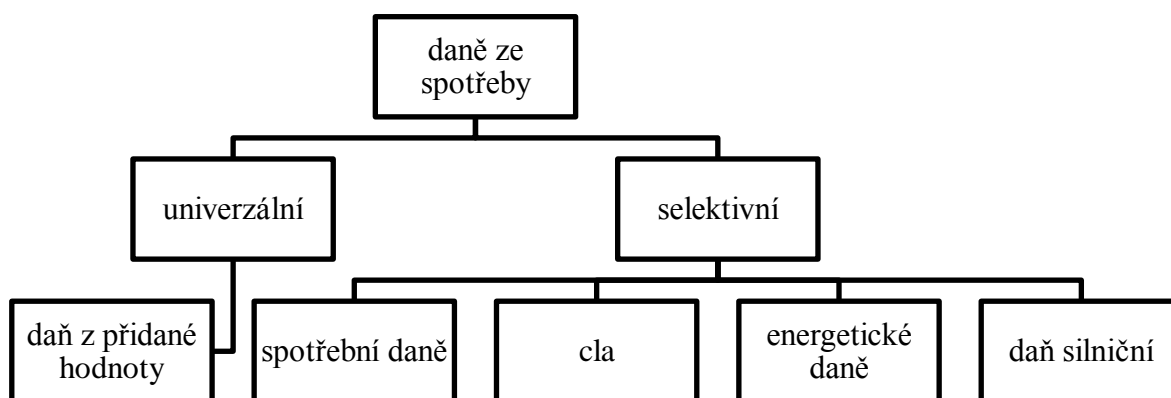 daně ze
spotřeby
univerzální
selektivní
daň z přidané
hodnoty
spotřební daně
cla
energetické
daně
daň silniční